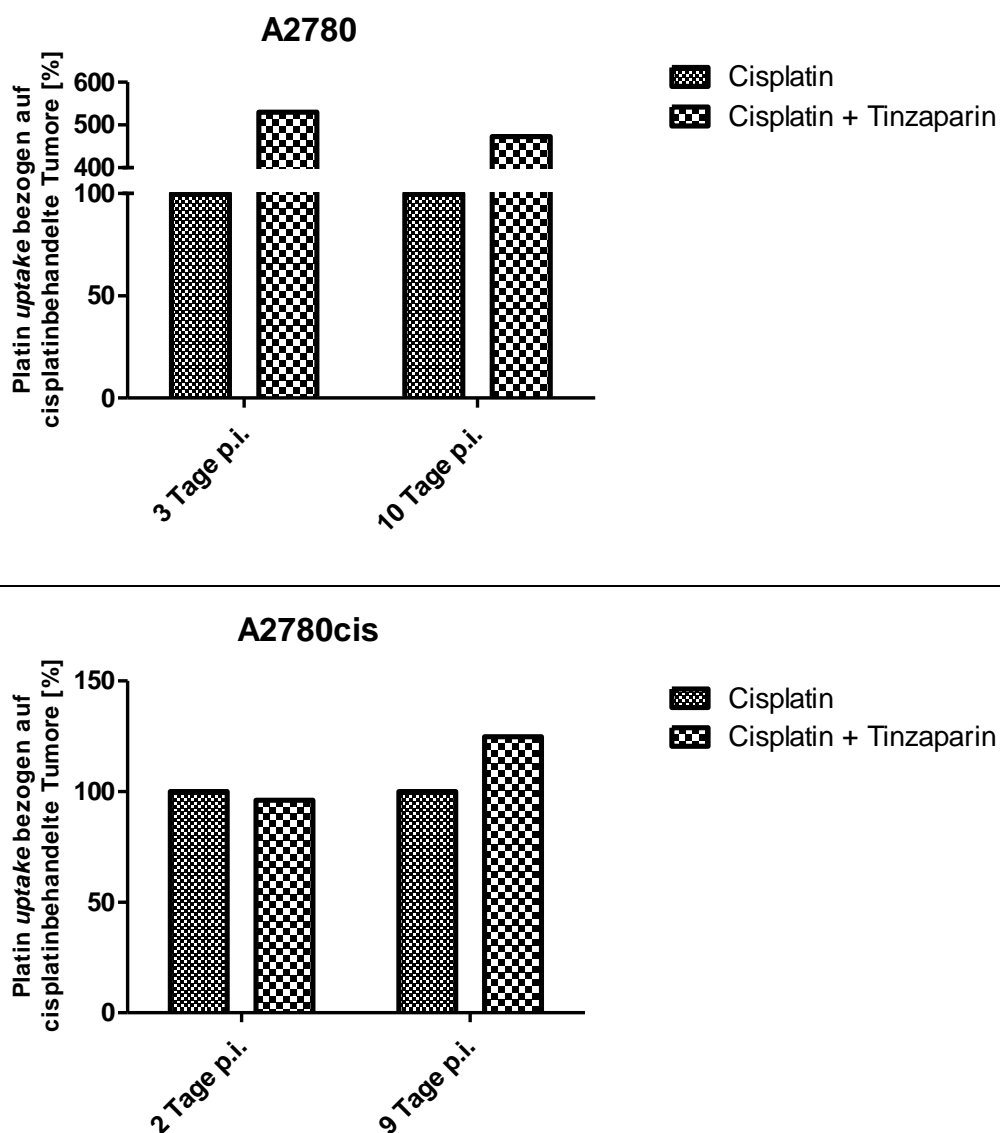 A2780
Platin uptake bezogen auf
cisplatinbehandelte Tumore [%]
600
500
400
100
50
0
3 Tage p.i.
10 Tage p.i.
Cisplatin
Cisplatin + Tinzaparin
A2780cis
Platin uptake bezogen auf
cisplatinbehandelte Tumore [%]
150
100
50
0
2 Tage p.i.
9 Tage p.i.
Cisplatin
Cisplatin + Tinzaparin